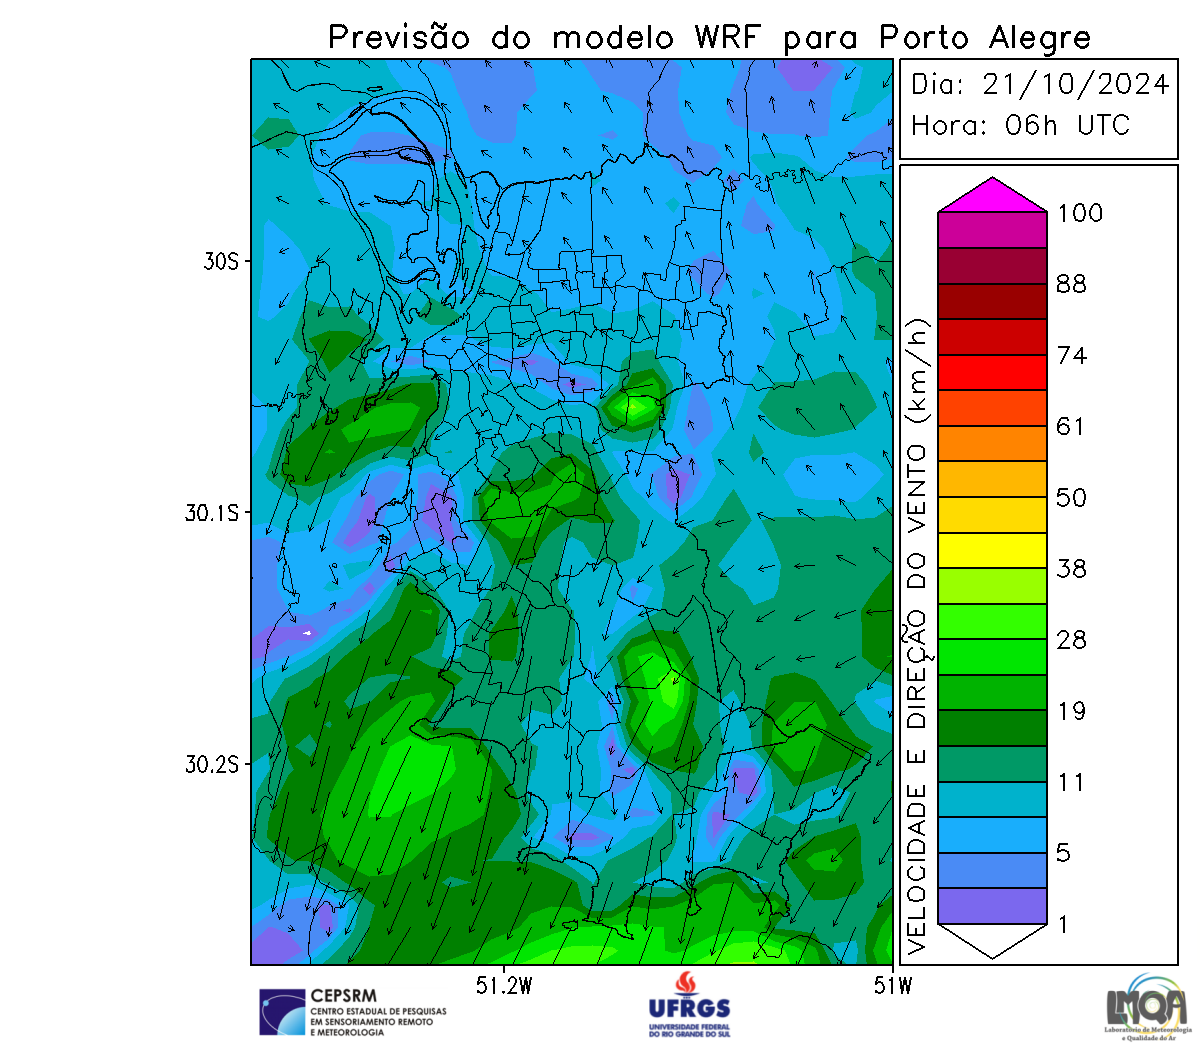 Previsão do modelo WRF para Porto Alegre
Dia: 21/10/2024
Hora: 06h UTC
30S
30.1S
30.2S
51.2W
51W
VELOCIDADE E DIREÇÃO DO VENTO (km/h)
100
88
74
61
50
38
28
19
11
5
1
CEPSRM
CENTRO ESTADUAL DE PESQUISAS
EM SENSORIAMENTO REMOTO
E METEOROLOGIA
UFRGS
UNIVERSIDADE FEDERAL
DO RIO GRANDE DO SUL
LMQA
Laboratório de Meteorologia
e Qualidade do Ar